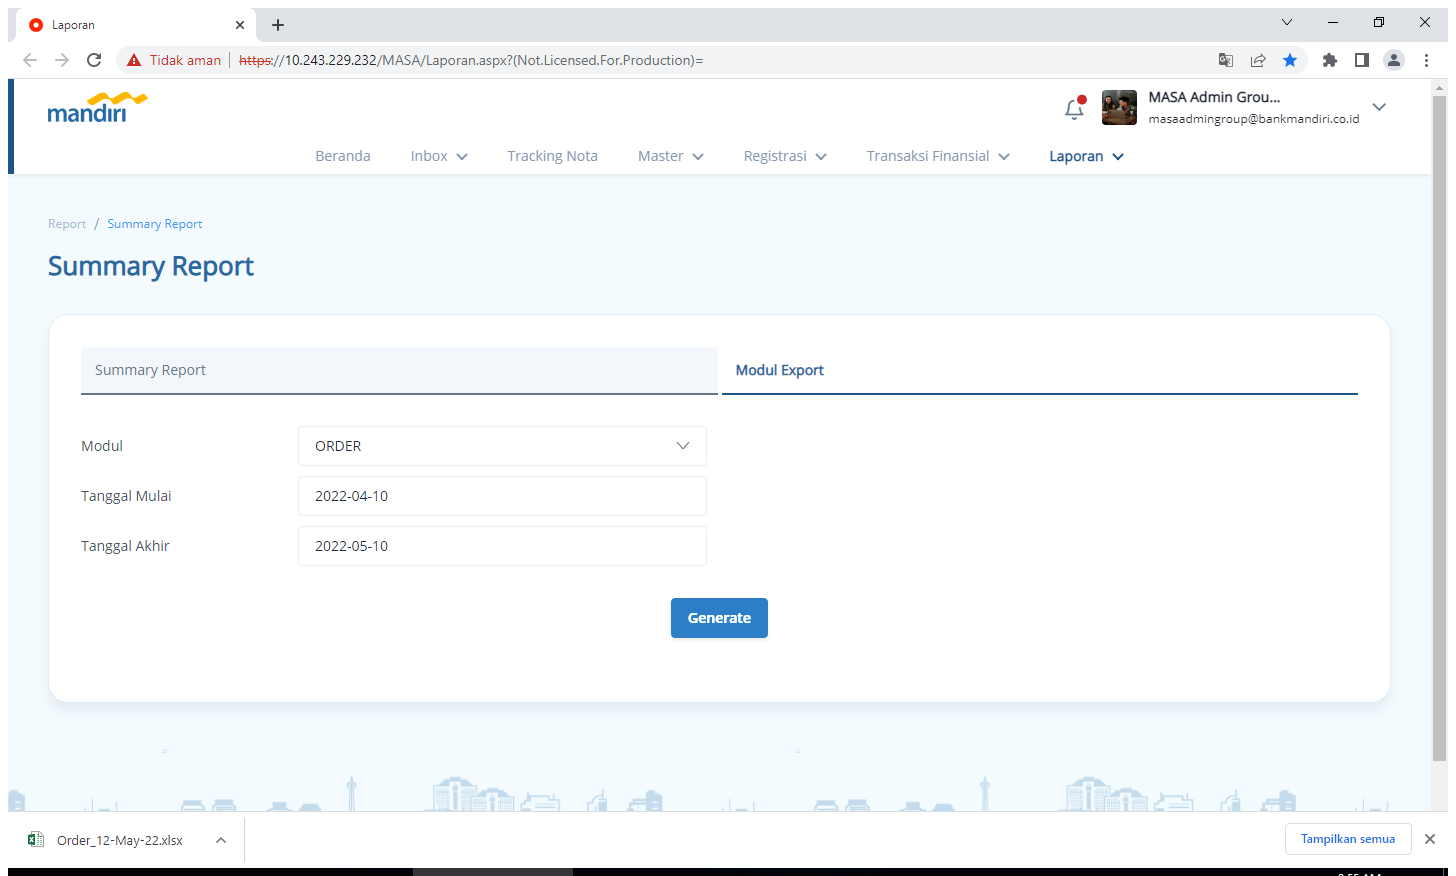 Laporan
Tidak aman https://10.243.229.232/MASA/Laporan.aspx?(Not.Licensed.For.Production)=
mandiri
MASA Admin Grou...
masaadmingroup@bankmandiri.co.id
Beranda Inbox Tracking Nota Master Registrasi Transaksi Finansial Laporan
Report / Summary Report
Summary Report
Summary Report Modul Export
Modul ORDER
Tanggal Mulai 2022-04-10
Tanggal Akhir 2022-05-10
Generate
Order_12-May-22.xlsx Tampilkan semua